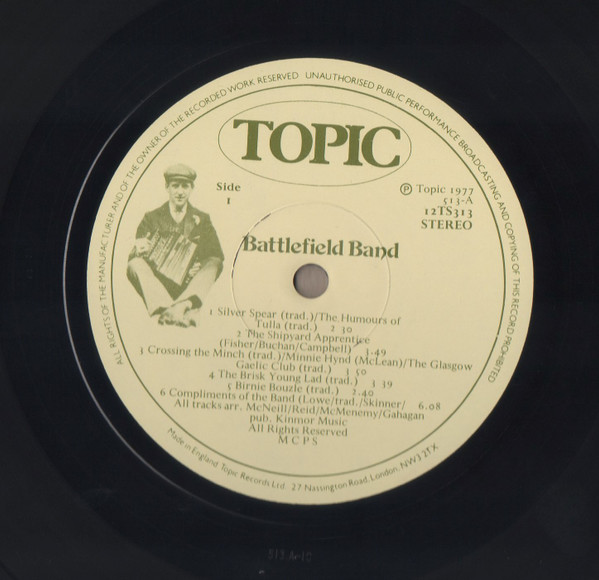 ALL RIGHTS OF THE MANUFACTURER AND OF THE OWNER OF THE RECORDED WORK RESERVED UNAUTHORISED PUBLIC PERFORMANCE BROADCASTING AND COPYING OF THIS RECORD PROHIBITED
TOPIC
Side
1
℗ Topic 1977
513-A
12TS313
STEREO
Battlefield Band
1 Silver Spear (trad.)/The Humours of
Tulla (trad.) 2 30
2 The Shipyard Apprentice
(Fisher/Buchan/Campbell) 3.49
3 Crossing the Minch (trad.)/Minnie Hynd (McLean)/The Glasgow
Gaelic Club (trad.) 3 50
4 The Brisk Young Lad (trad.) 3 39
5 Birnie Bouzle (trad.) 2.40
6 Compliments of the Band (Lowe/trad./Skinner/ 6.08
All tracks arr. McNeill/Reid/McMenemy/Gahagan
pub. Kinmor Music
All Rights Reserved
M C P S
Made in England Topic Records Ltd. 27 Nassington Road, London, NW3 2TX